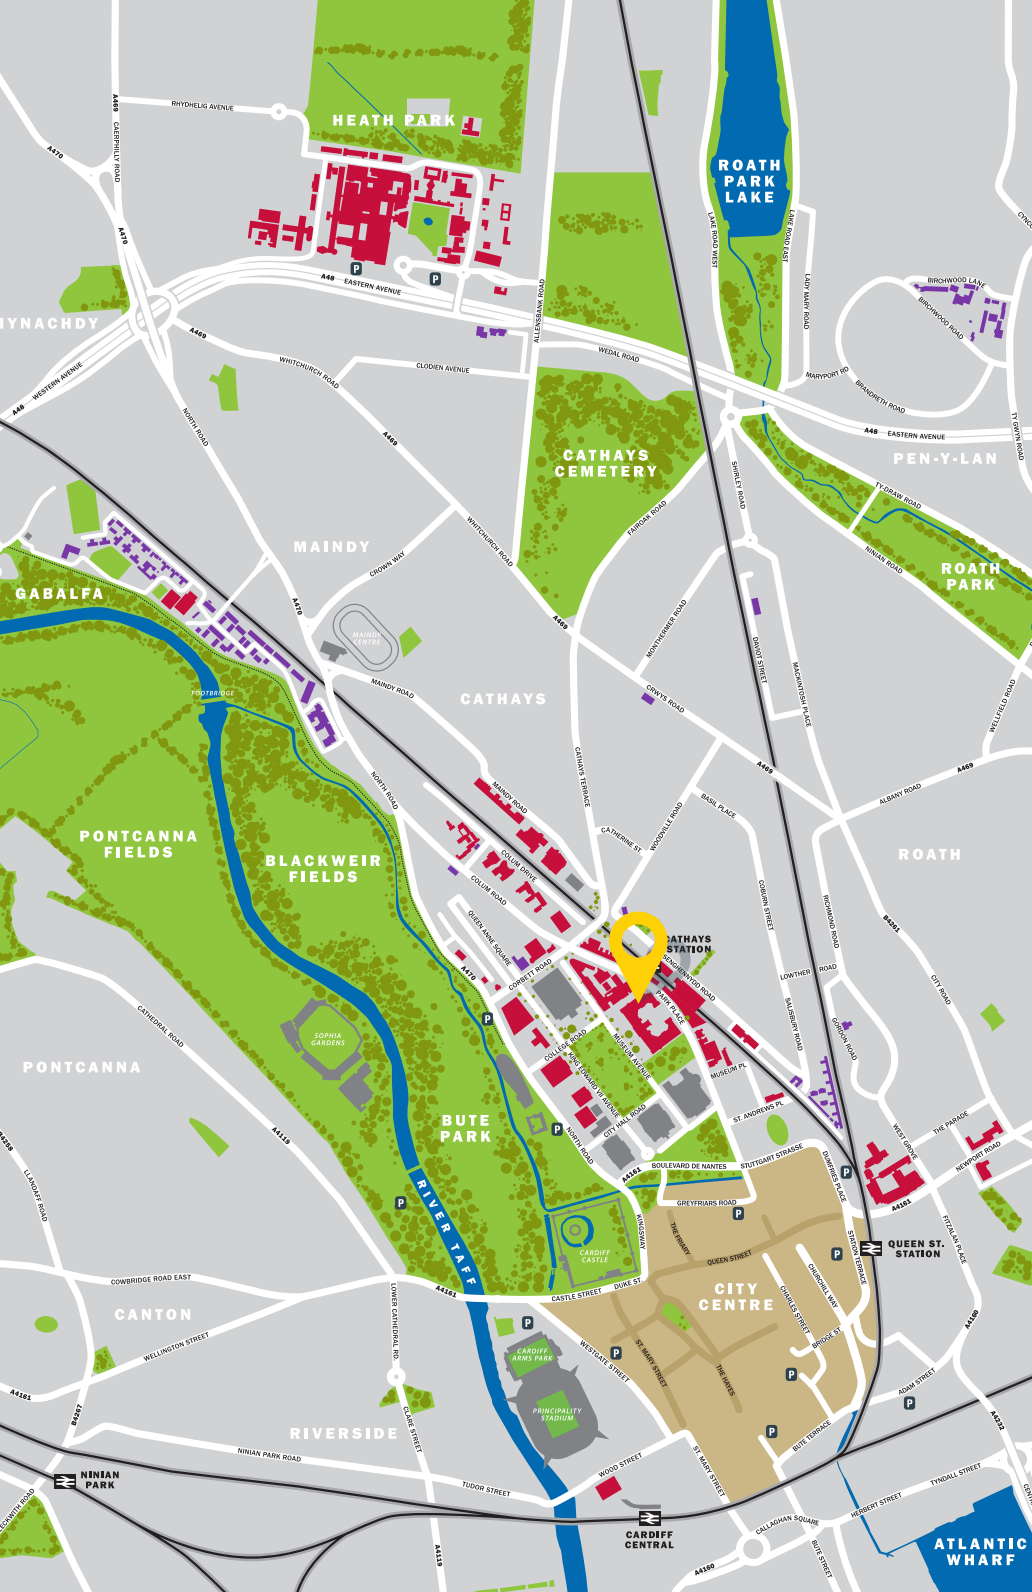 HEATH PARK
RHYDHELIG AVENUE
A469
CAERPHILLY ROAD
A470
A470
ROATH
PARK
LAKE
LAKE ROAD WEST
LAKE ROAD EAST
LADY MARY ROAD
P
P
A48
EASTERN AVENUE
ALLENSBANK ROAD
BIRCHWOOD LANE
BIRCHWOOD ROAD
A469
WHITCHURCH ROAD
CLODIEN AVENUE
WEDAL ROAD
MARYPORT RD
BRANDRETH ROAD
WESTERN AVENUE
A48
NORTH ROAD
A469
A48
EASTERN AVENUE
TY GWYN ROAD
PEN-Y-LAN
CATHAYS
CEMETERY
SHIRLEY ROAD
TY-DRAW ROAD
FAIROAK ROAD
WHITCHURCH ROAD
NINIAN ROAD
ROATH
PARK
MAINDY
CROWN WAY
GABALFA
A470
A469
MAINDY
CENTRE
MONTHERMER ROAD
DAVIOT STREET
MACKINTOSH PLACE
WELLFIELD ROAD
FOOTBRIDGE
MAINDY ROAD
CATHAYS
CRWYS ROAD
CATHAYS TERRACE
A469
A469
ALBANY ROAD
NORTH ROAD
MAINDY ROAD
BASIL PLACE
WOODVILLE ROAD
CATHERINE ST
PONTCANNA
FIELDS
BLACKWEIR
FIELDS
COLUM DRIVE
COLUM ROAD
ROATH
COBURN STREET
RICHMOND ROAD
B4261
QUEEN ANNE SQUARE
CORBETT ROAD
A470
CATHAYS
STATION
SENGHENNYDD ROAD
PARK PLACE
LOWTHER ROAD
SALISBURY ROAD
GORDON ROAD
CITY ROAD
CATHEDRAL ROAD
SOPHIA
GARDENS
P
COLLEGE ROAD
MUSEUM AVENUE
KING EDWARD VII AVENUE
MUSEUM PL
PONTCANNA
BUTE
PARK
P
CITY HALL ROAD
ST. ANDREWS PL
NORTH ROAD
A4161
BOULEVARD DE NANTES
STUTTGART STRASSE
DUMFRIES PLACE
P
WEST GROVE
THE PARADE
NEWPORT ROAD
A4161
FITZALAN PLACE
A4119
LLANDAFF ROAD
P
RIVER TAFF
GREYFRIARS ROAD
P
KINGSWAY
THE FRIARY
QUEEN STREET
CARDIFF
CASTLE
STATION TERRACE
P
QUEEN ST.
STATION
CITY
CENTRE
CHURCHILL WAY
CHARLES STREET
BRIDGE ST
COWBRIDGE ROAD EAST
A4161
CASTLE STREET
DUKE ST.
CANTON
WELLINGTON STREET
LOWER CATHEDRAL RD.
P
CARDIFF
ARMS PARK
WESTGATE STREET
P
ST. MARY STREET
THE HAYES
P
A4160
ADAM STREET
P
A4161
B4267
CLARE STREET
PRINCIPALITY
STADIUM
P
BUTE TERRACE
A4232
RIVERSIDE
NINIAN PARK ROAD
NINIAN
PARK
TUDOR STREET
WOOD STREET
ST. MARY STREET
TYNDALL STREET
HERBERT STREET
CALLAGHAN SQUARE
CARDIFF
CENTRAL
BUTE STREET
A4160
A4119
ATLANTIC
WHARF